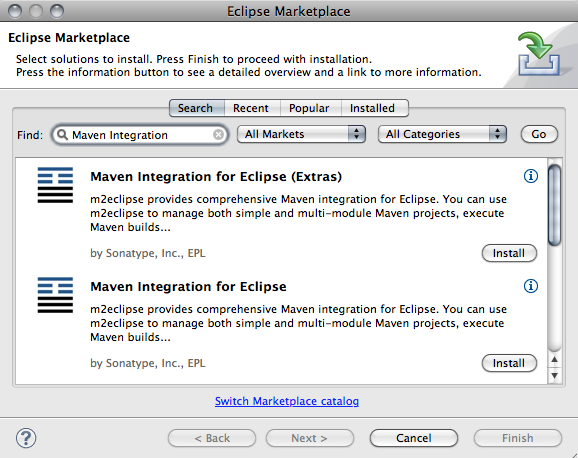 Eclipse Marketplace
Eclipse Marketplace
Select solutions to install. Press Finish to proceed with installation.
Press the information button to see a detailed overview and a link to more information.
Search Recent Popular Installed
Find: Maven Integration All Markets All Categories Go
Maven Integration for Eclipse (Extras)
m2eclipse provides comprehensive Maven integration for Eclipse. You can use
m2eclipse to manage both simple and multi-module Maven projects, execute
Maven builds...
by Sonatype, Inc., EPL Install
Maven Integration for Eclipse
m2eclipse provides comprehensive Maven integration for Eclipse. You can use
m2eclipse to manage both simple and multi-module Maven projects, execute
Maven builds...
by Sonatype, Inc., EPL Install
Switch Marketplace catalog
? < Back Next > Cancel Finish